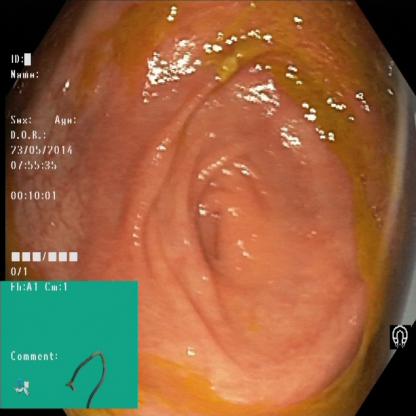 ID:
Name:
Sex: Age:
D.O.B.:
23/05/2014
07:55:35
00:10:01
0/1
Eh:A1 Cm:1
Comment: